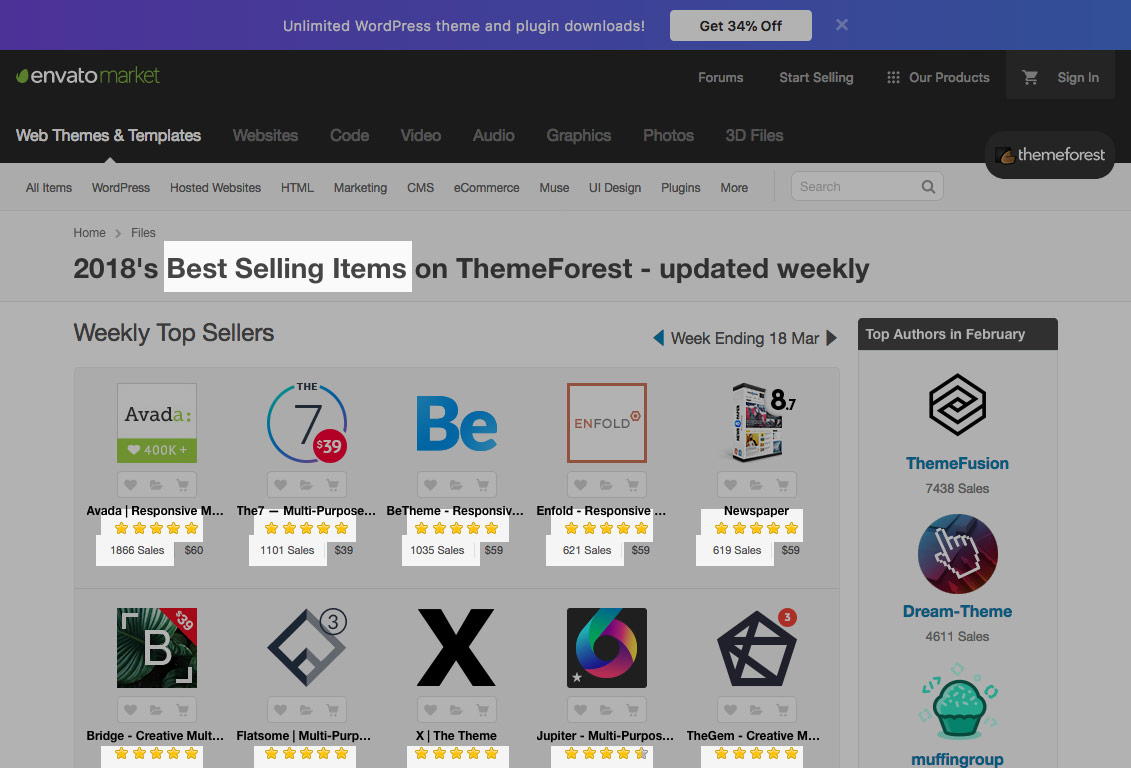 Unlimited WordPress theme and plugin downloads!
Get 34% Off
envatomarket
Forums
Start Selling
Our Products
Sign In
Web Themes & Templates
Websites
Code
Video
Audio
Graphics
Photos
3D Files
themeforest
All Items
WordPress
Hosted Websites
HTML
Marketing
CMS
eCommerce
Muse
UI Design
Plugins
More
Search
Home
Files
2018's Best Selling Items on ThemeForest - updated weekly
Weekly Top Sellers
Week Ending 18 Mar
Avada:
400K +
THE
7
$39
Be
ENFOLD
8.7
Avada | Responsive M...
The7 — Multi-Purpose...
BeTheme - Responsiv...
Enfold - Responsive ...
Newspaper
1866 Sales
$60
1101 Sales
$39
1035 Sales
$59
621 Sales
$59
619 Sales
$59
$39
B
3
X
3
Bridge - Creative Mult...
Flatsome | Multi-Purp...
X | The Theme
Jupiter - Multi-Purpos...
TheGem - Creative M...
Top Authors in February
ThemeFusion
7438 Sales
Dream-Theme
4611 Sales
muffingroup